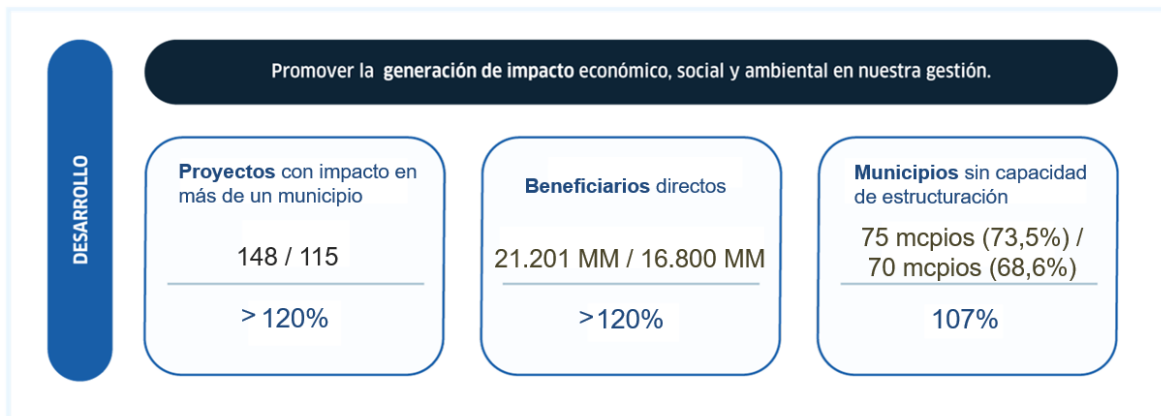 DESARROLLO
Promover la generación de impacto económico, social y ambiental en nuestra gestión.
Proyectos con impacto en
más de un municipio
148 / 115
> 120%
Beneficiarios directos
21.201 MM / 16.800 MM
>120%
Municipios sin capacidad
de estructuración
75 mcpios (73,5%) /
70 mcpios (68,6%)
107%